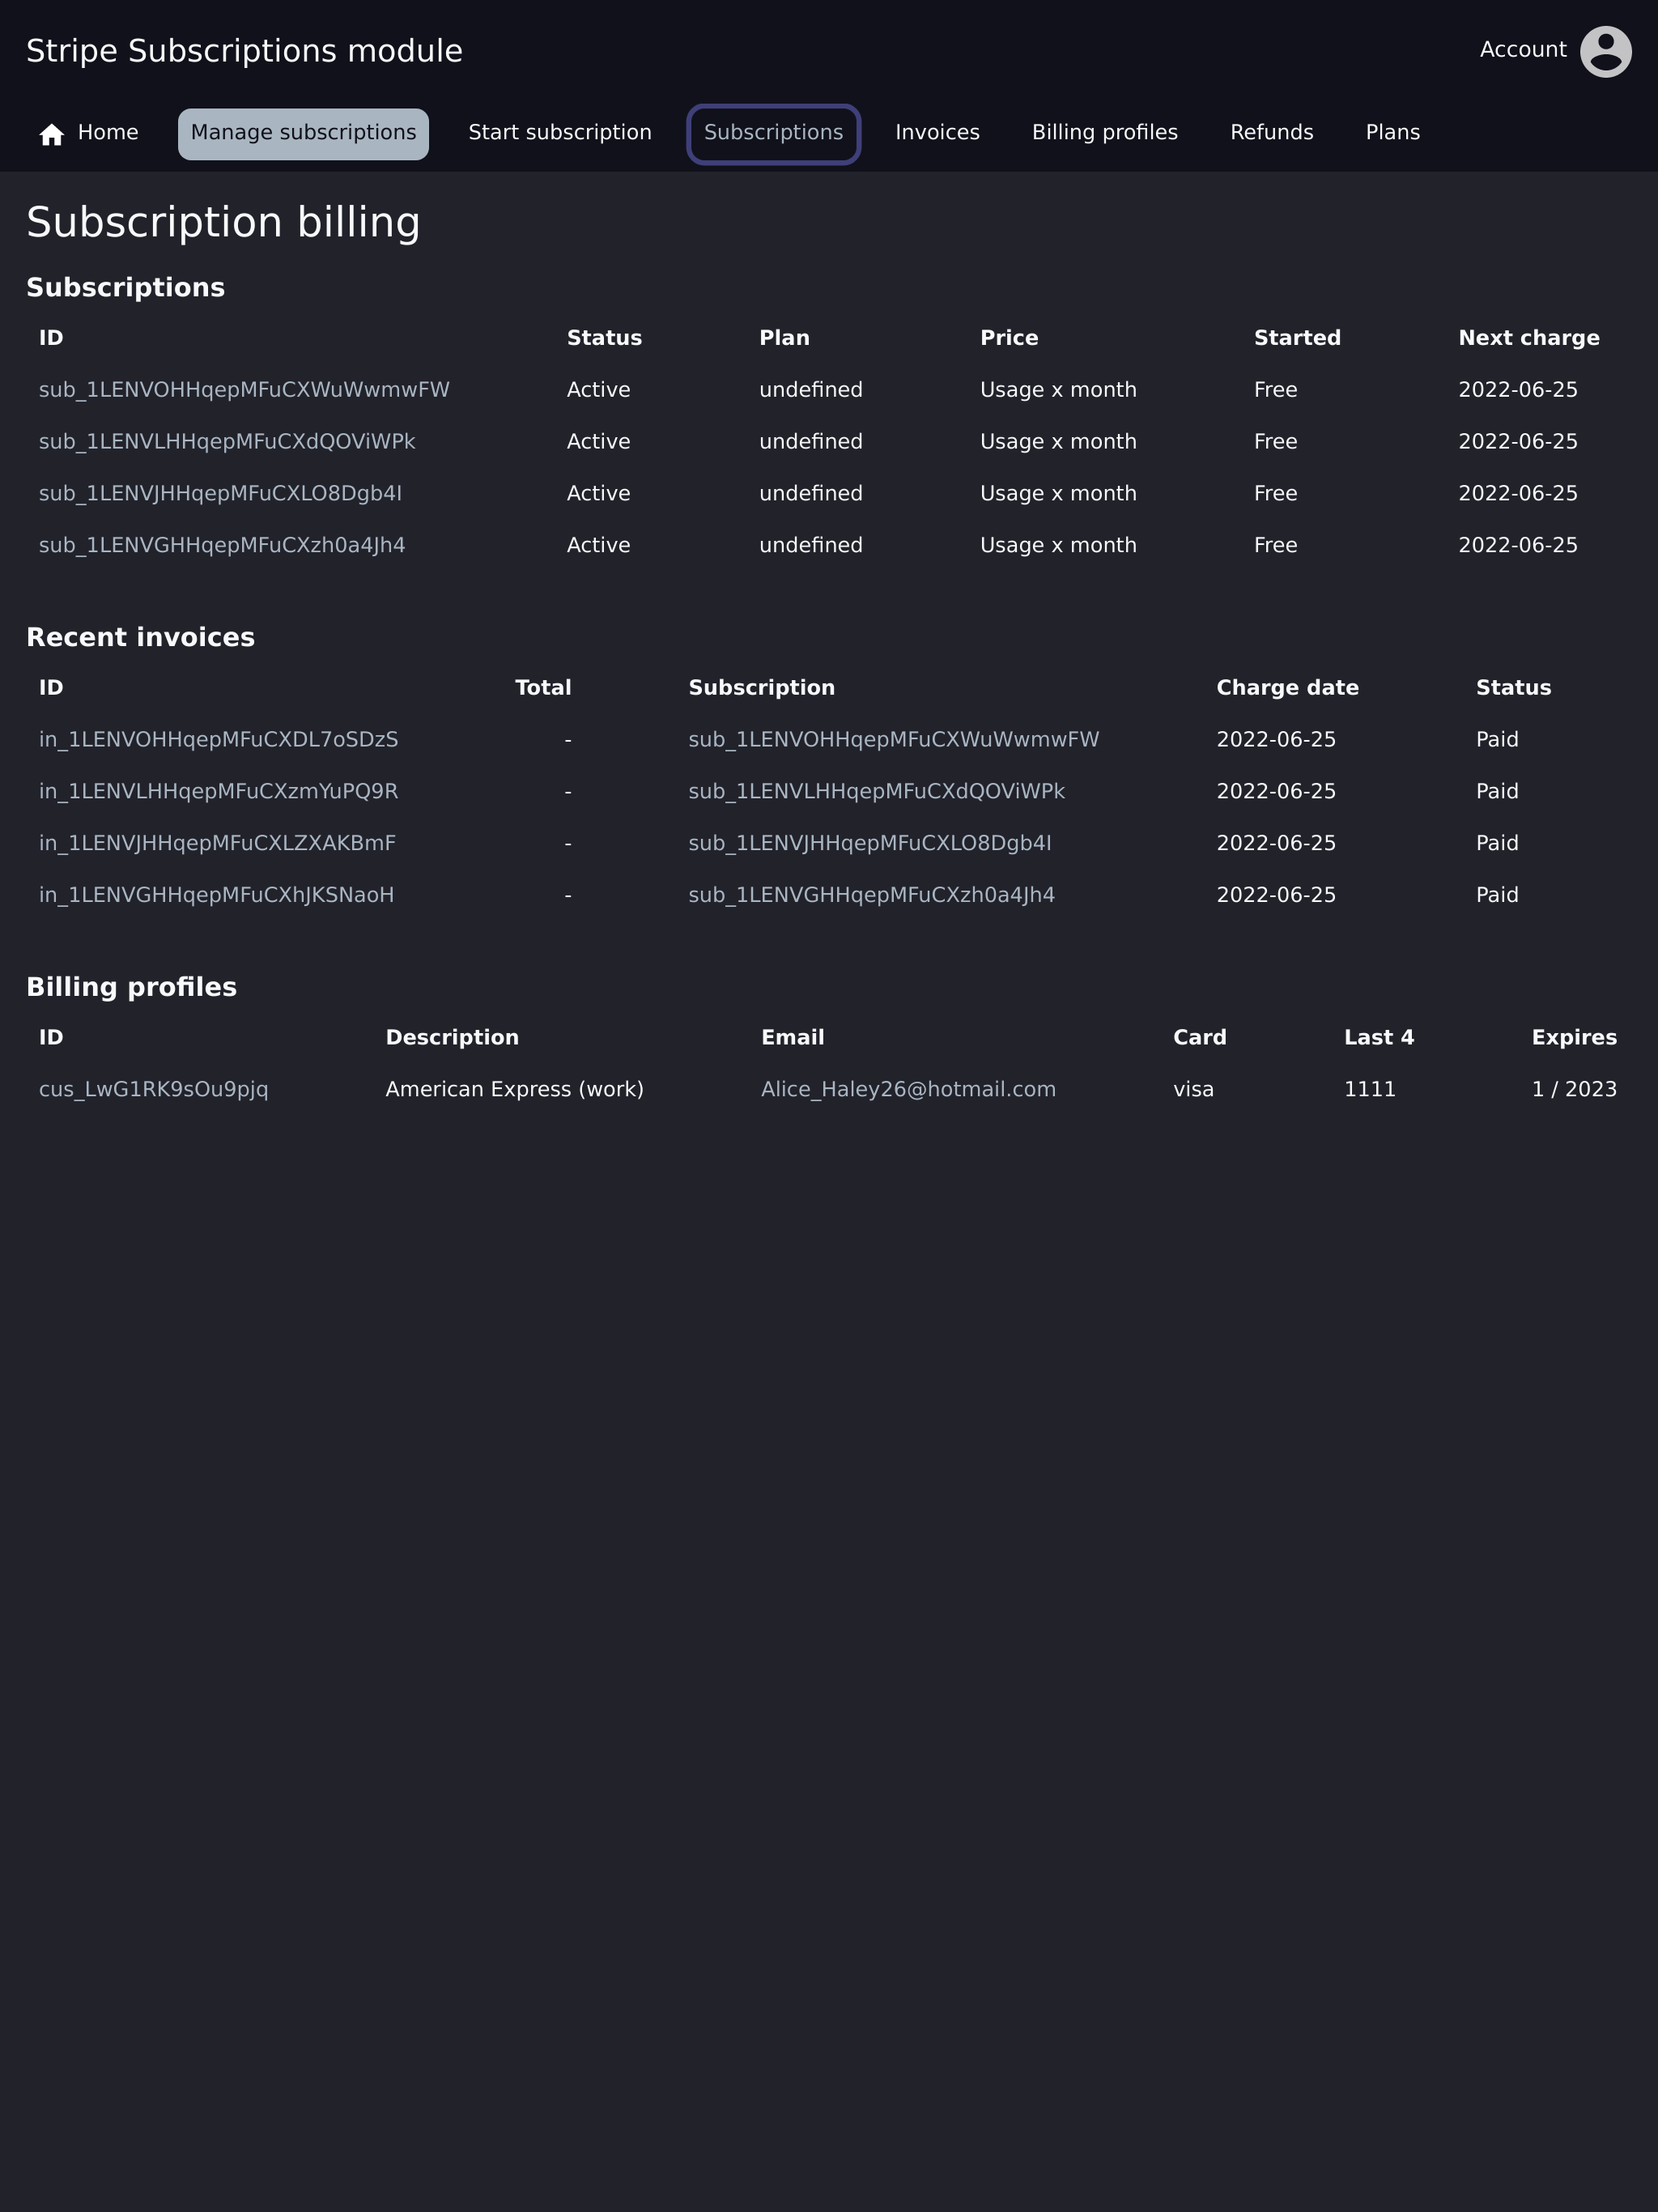 Stripe Subscriptions module
Account
Home Manage subscriptions Start subscription Subscriptions Invoices Billing profiles Refunds Plans
Subscription billing
Subscriptions
ID Status Plan Price Started Next charge
sub_1LENVOHHqepMFuCXWuWwmwFW Active undefined Usage x month Free 2022-06-25
sub_1LENVLHHqepMFuCXdQOViWPk Active undefined Usage x month Free 2022-06-25
sub_1LENVJHHqepMFuCXLO8Dgb4I Active undefined Usage x month Free 2022-06-25
sub_1LENVGHHqepMFuCXzh0a4Jh4 Active undefined Usage x month Free 2022-06-25
Recent invoices
ID Total Subscription Charge date Status
in_1LENVOHHqepMFuCXDL7oSDzS - sub_1LENVOHHqepMFuCXWuWwmwFW 2022-06-25 Paid
in_1LENVLHHqepMFuCXzmYuPQ9R - sub_1LENVLHHqepMFuCXdQOViWPk 2022-06-25 Paid
in_1LENVJHHqepMFuCXLZXAKBmF - sub_1LENVJHHqepMFuCXLO8Dgb4I 2022-06-25 Paid
in_1LENVGHHqepMFuCXhJKSNaoH - sub_1LENVGHHqepMFuCXzh0a4Jh4 2022-06-25 Paid
Billing profiles
ID Description Email Card Last 4 Expires
cus_LwG1RK9sOu9pjq American Express (work) Alice_Haley26@hotmail.com visa 1111 1 / 2023